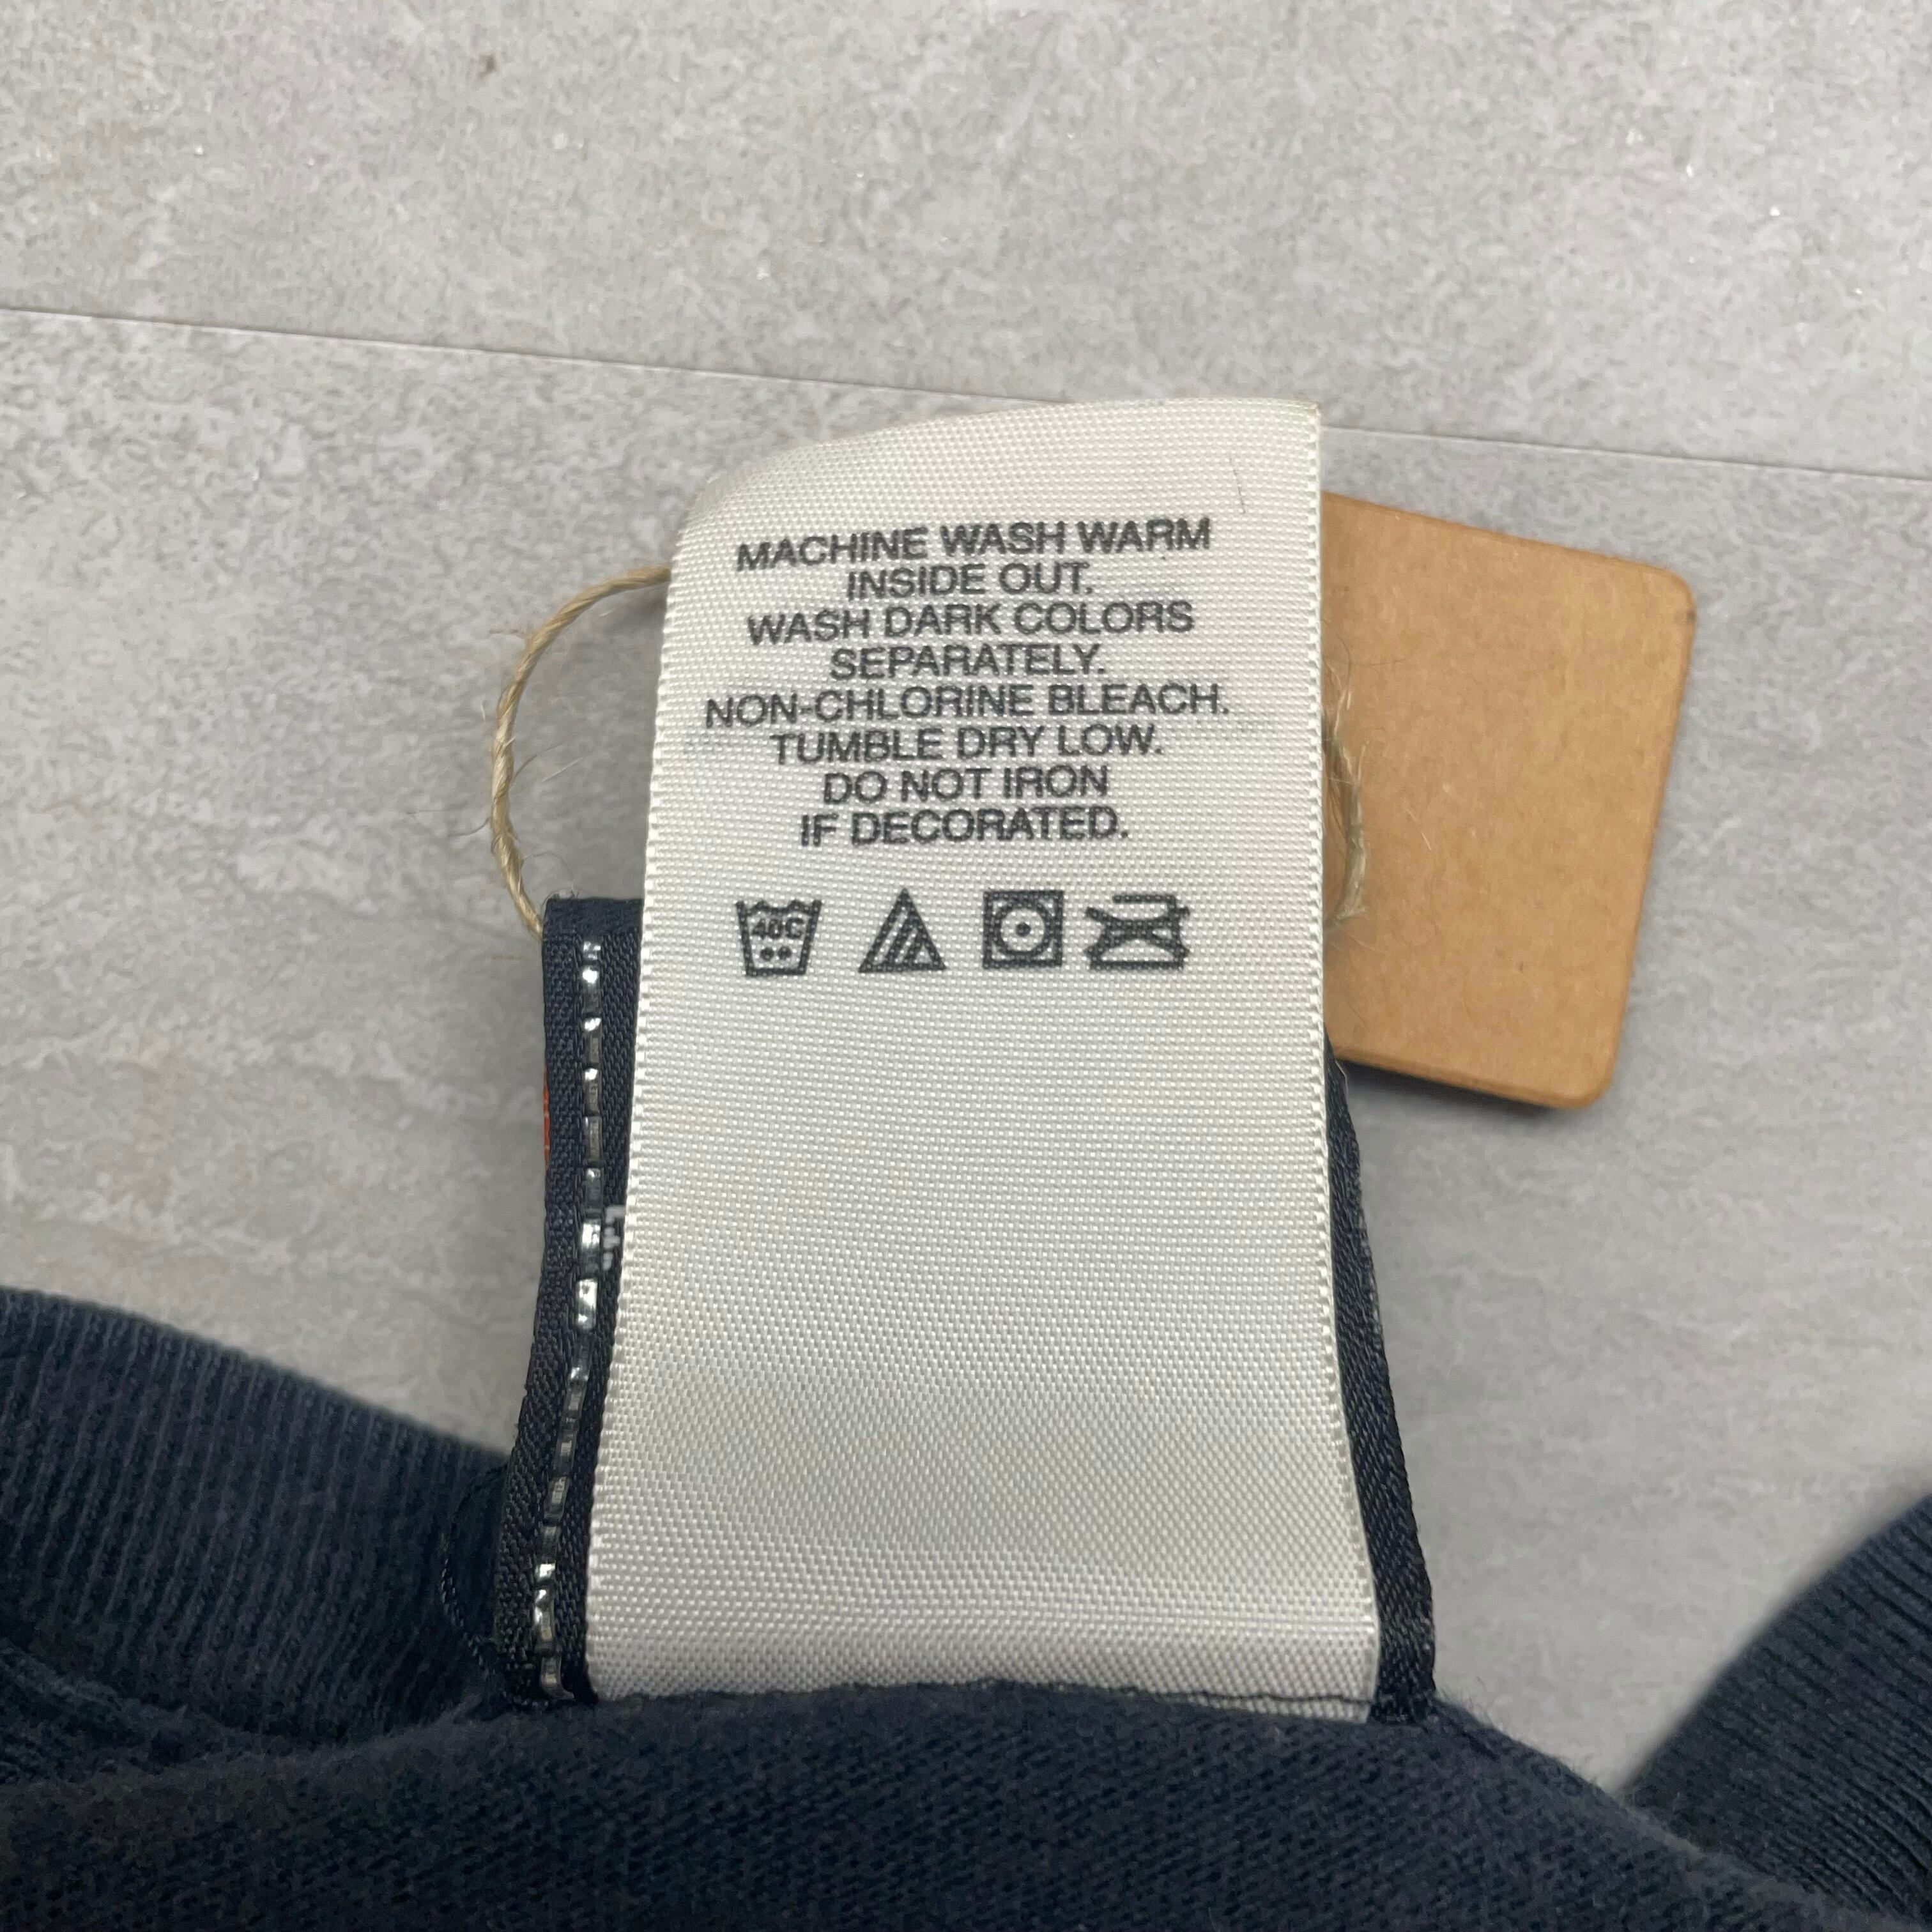 MACHINE WASH WARM
INSIDE OUT.
WASH DARK COLORS
SEPARATELY.
NON-CHLORINE BLEACH.
TUMBLE DRY LOW.
DO NOT IRON
IF DECORATED.
40C